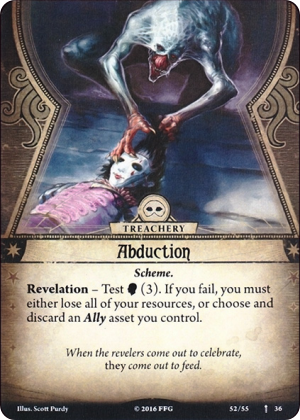 TREACHERY
Abduction
Scheme.
Revelation – Test (3). If you fail, you must
either lose all of your resources, or choose and
discard an Ally asset you control.
When the revelers come out to celebrate,
they come out to feed.
Illus. Scott Purdy © 2016 FFG 52/55 36